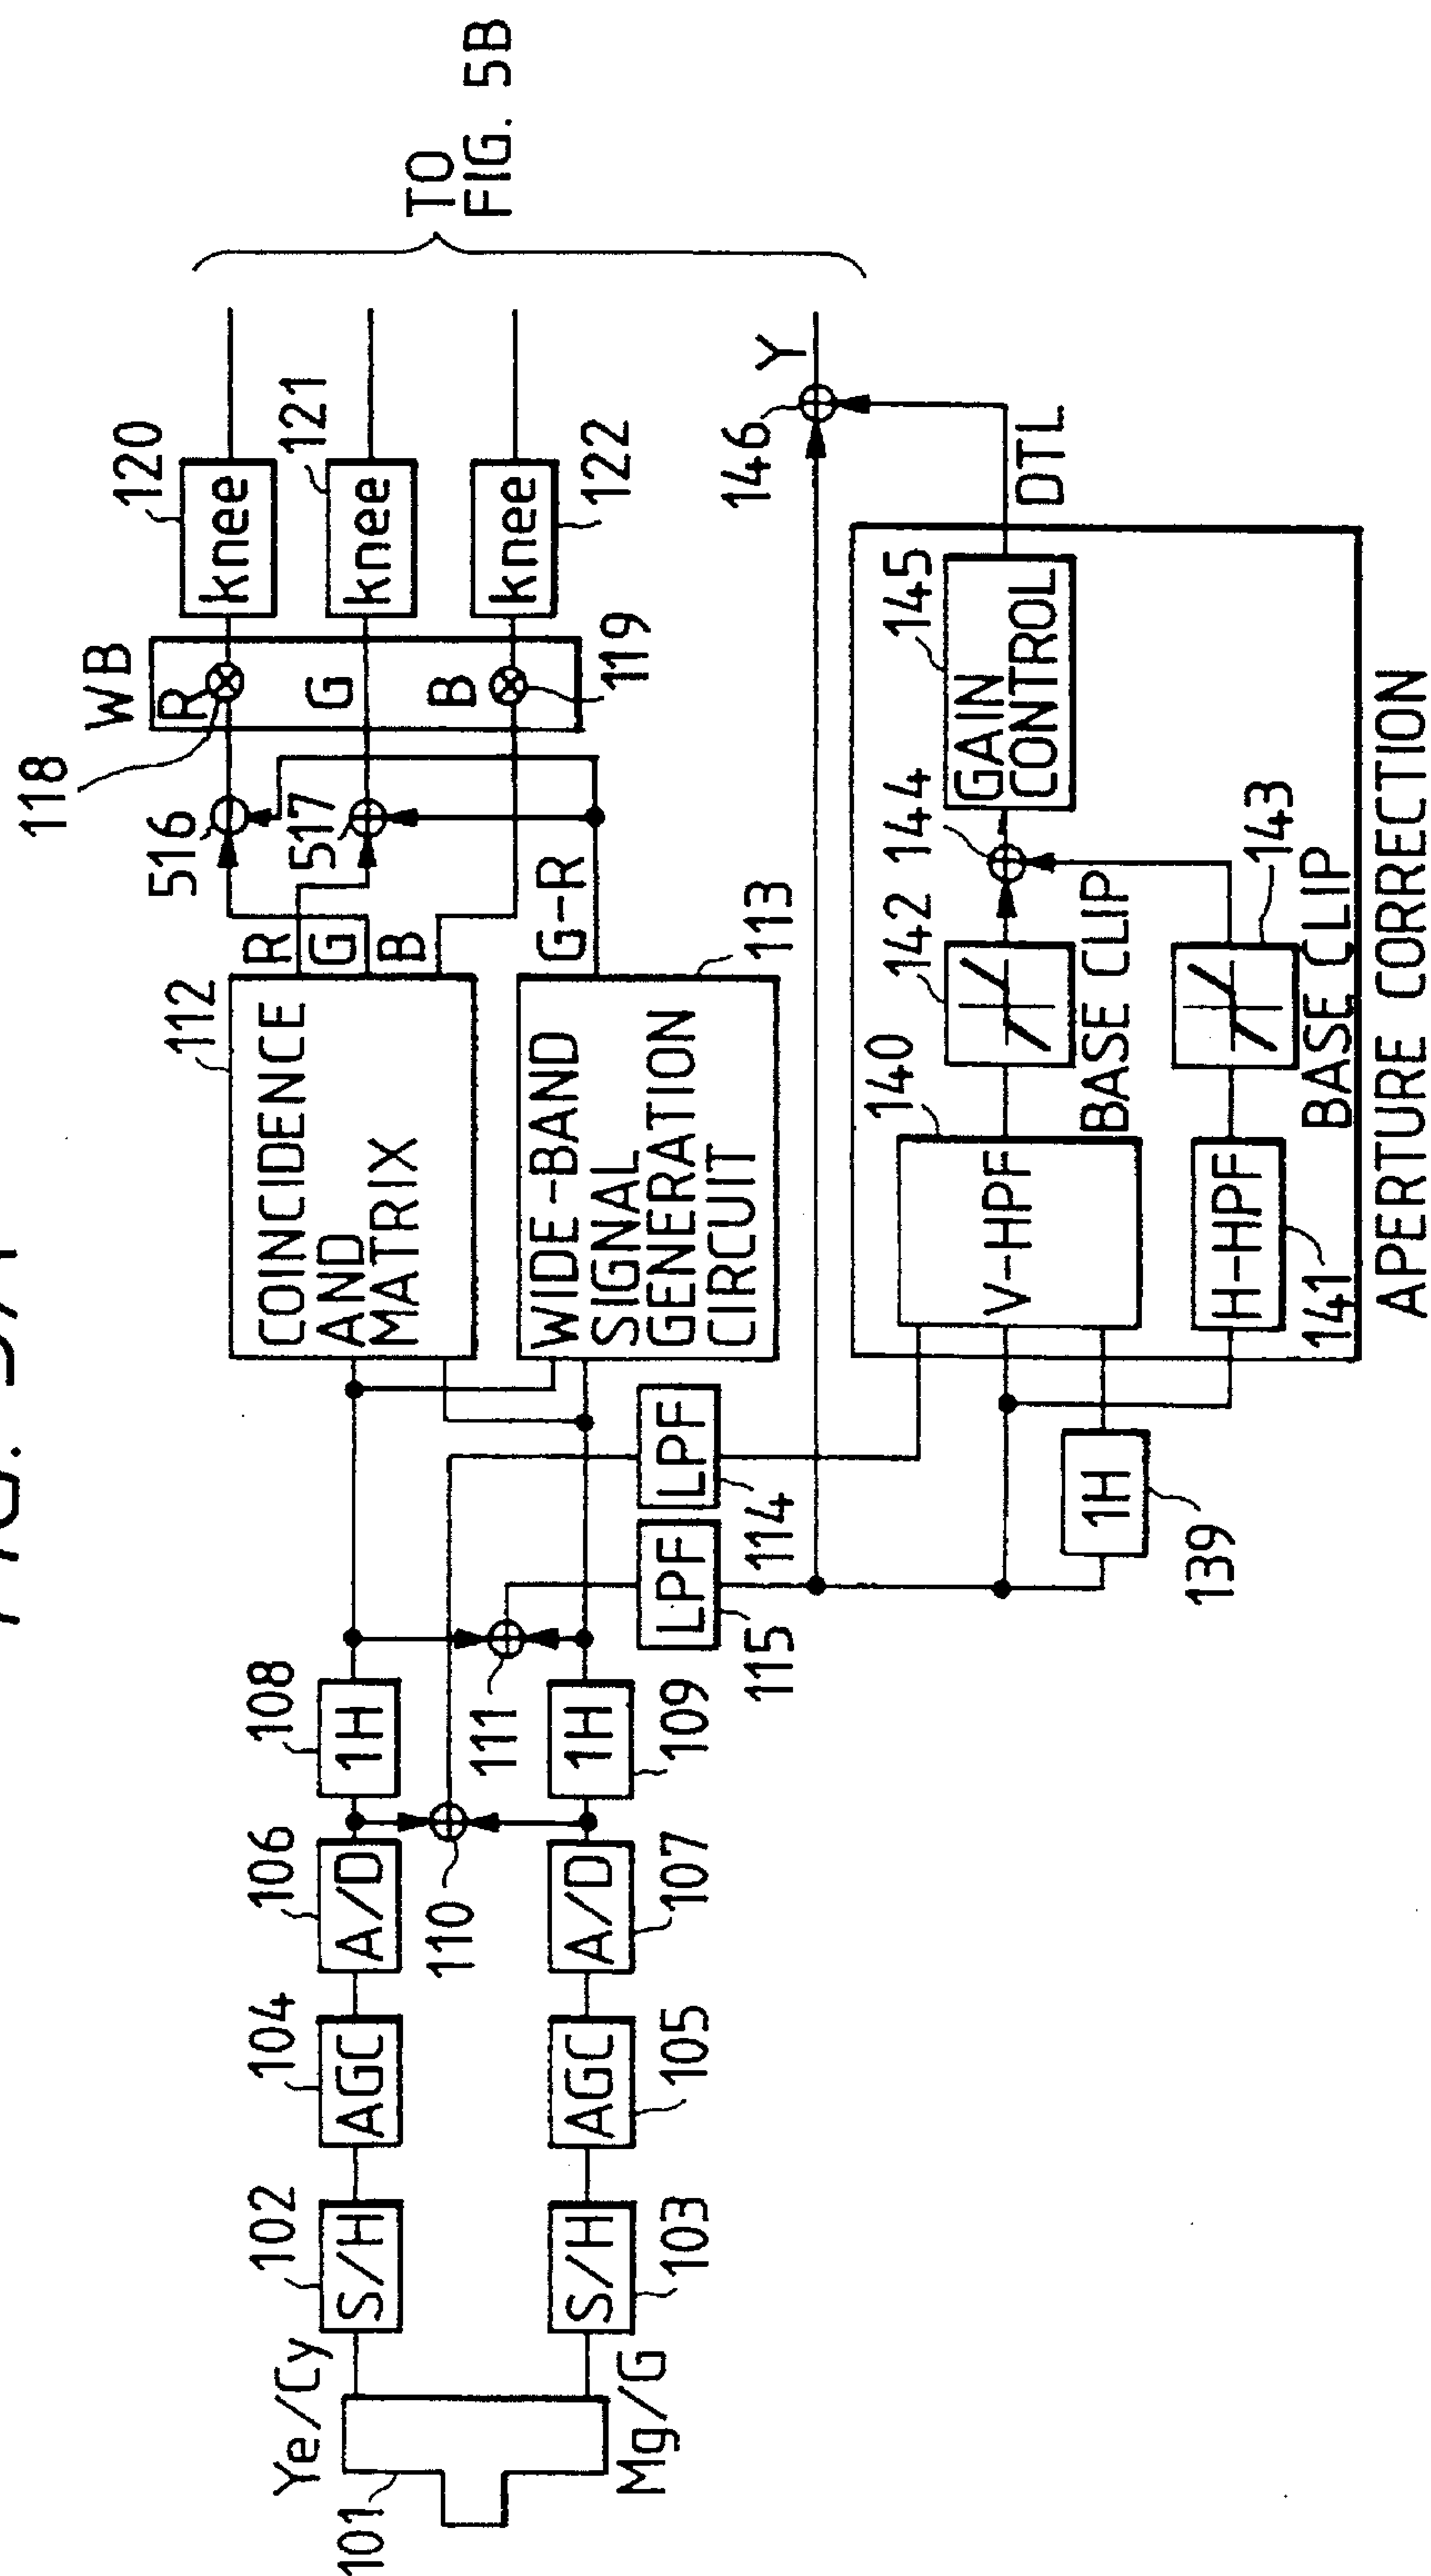 TO
FIG. 5B
120
121
122
knee
knee
knee
118
WB
R
G
B
119
516
517
R
G
B
G-R
112
COINCIDENCE
AND
MATRIX
113
WIDE-BAND
SIGNAL
GENERATION
CIRCUIT
146
Y
DTL
145
GAIN
CONTROL
144
142
BASE CLIP
143
BASE CLIP
140
V-HPF
H-HPF
141
APERTURE CORRECTION
LPF
114
LPF
115
1H
139
108
1H
111
1H
109
106
A/D
110
A/D
107
104
AGC
AGC
105
102
S/H
S/H
103
Ye/Cy
Mg/G
101